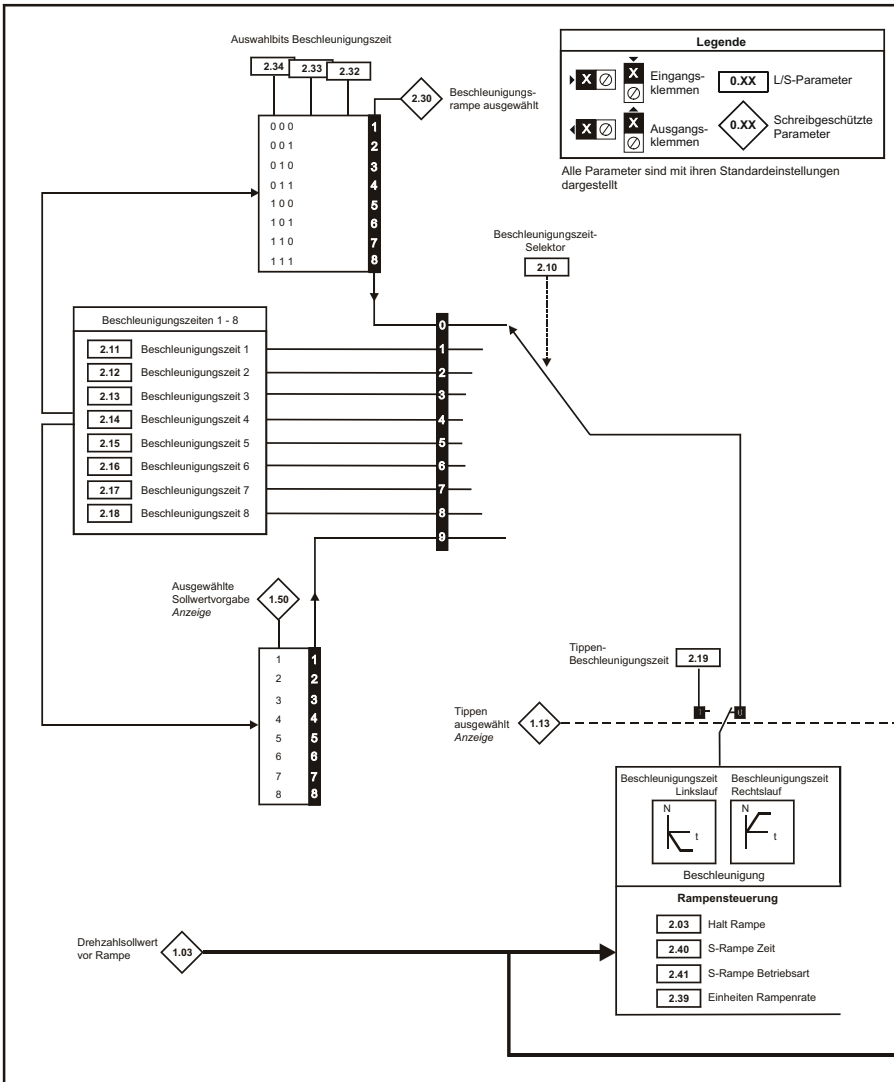 Auswahlbits Beschleunigungszeit
2.34
2.33
2.32
2.30
Beschleunigungs-
rampe ausgewählt
0 0 0
0 0 1
0 1 0
0 1 1
1 0 0
1 0 1
1 1 0
1 1 1
1
2
3
4
5
6
7
8
Legende
X
X
Eingangs-
klemmen
0.XX
L/S-Parameter
X
X
Ausgangs-
klemmen
0.XX
Schreibgeschützte
Parameter
Alle Parameter sind mit ihren Standardeinstellungen
dargestellt
Beschleunigungszeit-
Selektor
2.10
Beschleunigungszeiten 1 - 8
2.11 Beschleunigungszeit 1
2.12 Beschleunigungszeit 2
2.13 Beschleunigungszeit 3
2.14 Beschleunigungszeit 4
2.15 Beschleunigungszeit 5
2.16 Beschleunigungszeit 6
2.17 Beschleunigungszeit 7
2.18 Beschleunigungszeit 8
0
1
2
3
4
5
6
7
8
9
Ausgewählte
Sollwertvorgabe
Anzeige
1.50
1
2
3
4
5
6
7
8
1
2
3
4
5
6
7
8
Tippen-
Beschleunigungszeit
2.19
Tippen
ausgewählt
Anzeige
1.13
Beschleunigungszeit
Linkslauf
Beschleunigungszeit
Rechtslauf
N
t
N
t
Beschleunigung
Rampensteuerung
2.03 Halt Rampe
2.40 S-Rampe Zeit
2.41 S-Rampe Betriebsart
2.39 Einheiten Rampenrate
Drehzahlsollwert
vor Rampe
1.03